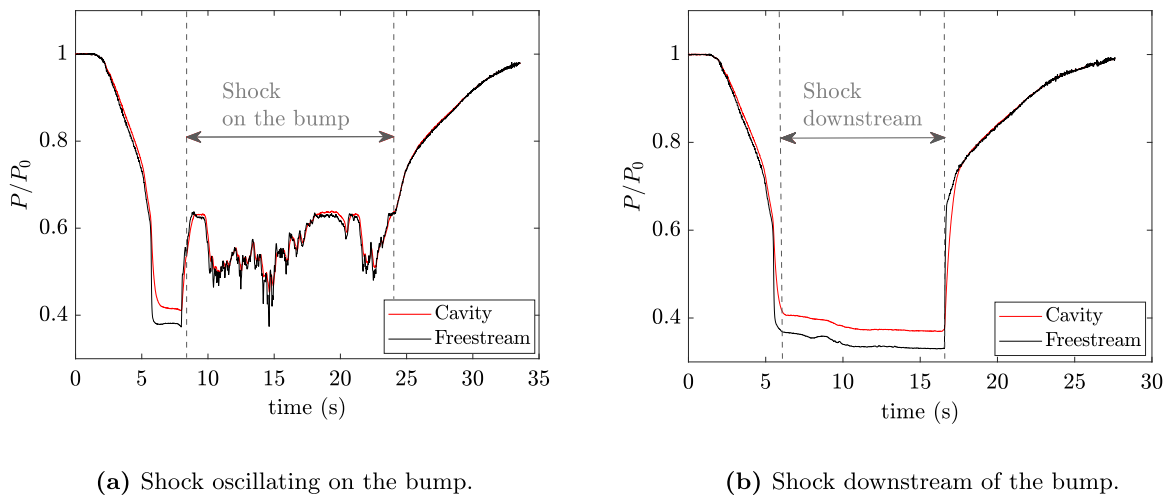 1
0.8
0.6
0.4
P/P0
Shock
on the bump
Cavity
Freestream
0 5 10 15 20 25 30 35
time (s)
(a) Shock oscillating on the bump.
1
0.8
0.6
0.4
P/P0
Shock
downstream
Cavity
Freestream
0 5 10 15 20 25 30
time (s)
(b) Shock downstream of the bump.